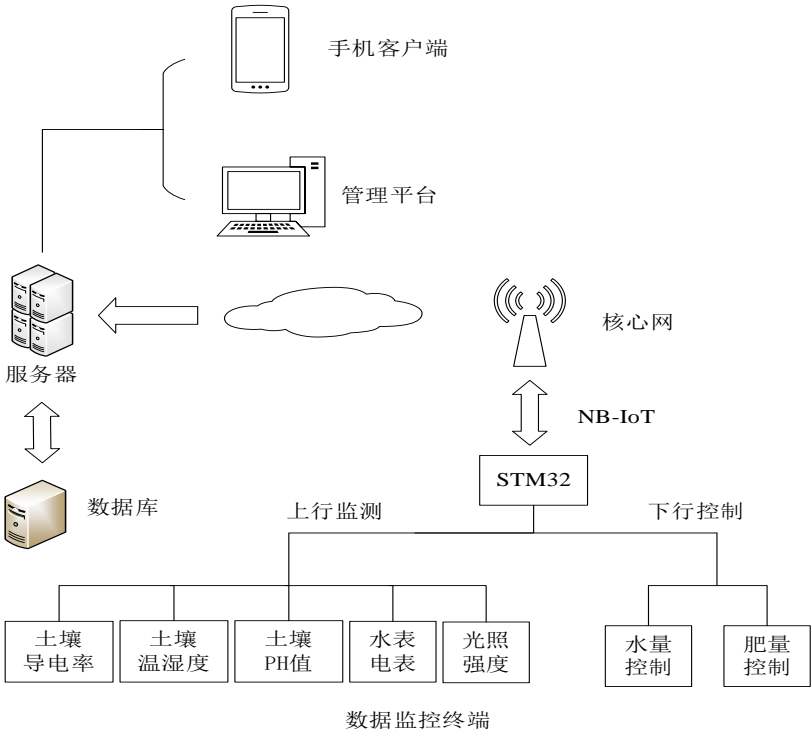 手机客户端
管理平台
核心网
服务器
NB-IoT
STM32
数据库
上行监测
下行控制
土壤
导电率
土壤
温湿度
土壤
PH值
水表
电表
光照
强度
水量
控制
肥量
控制
数据监控终端